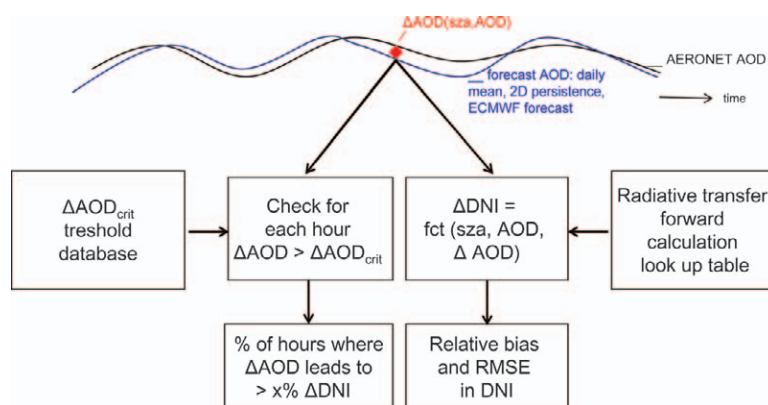 ΔAOD(sza,AOD)
AERONET AOD
forecast AOD: daily
mean, 2D persistence,
ECMWF forecast
time
ΔAOD_crit
treshold
database
Check for
each hour
ΔAOD > ΔAOD_crit
ΔDNI =
fct (sza, AOD,
Δ AOD)
Radiative transfer
forward
calculation
look up table
% of hours where
ΔAOD leads to
> x% ΔDNI
Relative bias
and RMSE
in DNI